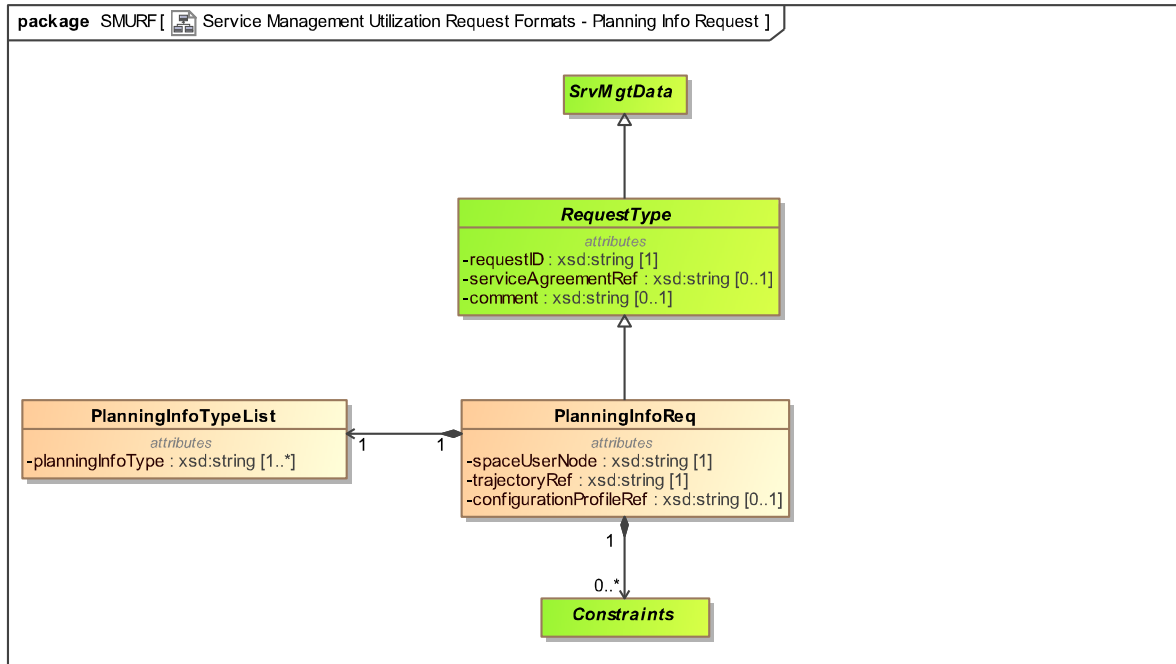 package SMURF [ Service Management Utilization Request Formats - Planning Info Request ]
SrvMgtData
RequestType
attributes
-requestID : xsd:string [1]
-serviceAgreementRef : xsd:string [0..1]
-comment : xsd:string [0..1]
PlanningInfoTypeList
attributes
-planningInfoType : xsd:string [1..*]
1
1
PlanningInfoReq
attributes
-spaceUserNode : xsd:string [1]
-trajectoryRef : xsd:string [1]
-configurationProfileRef : xsd:string [0..1]
1
0..*
Constraints